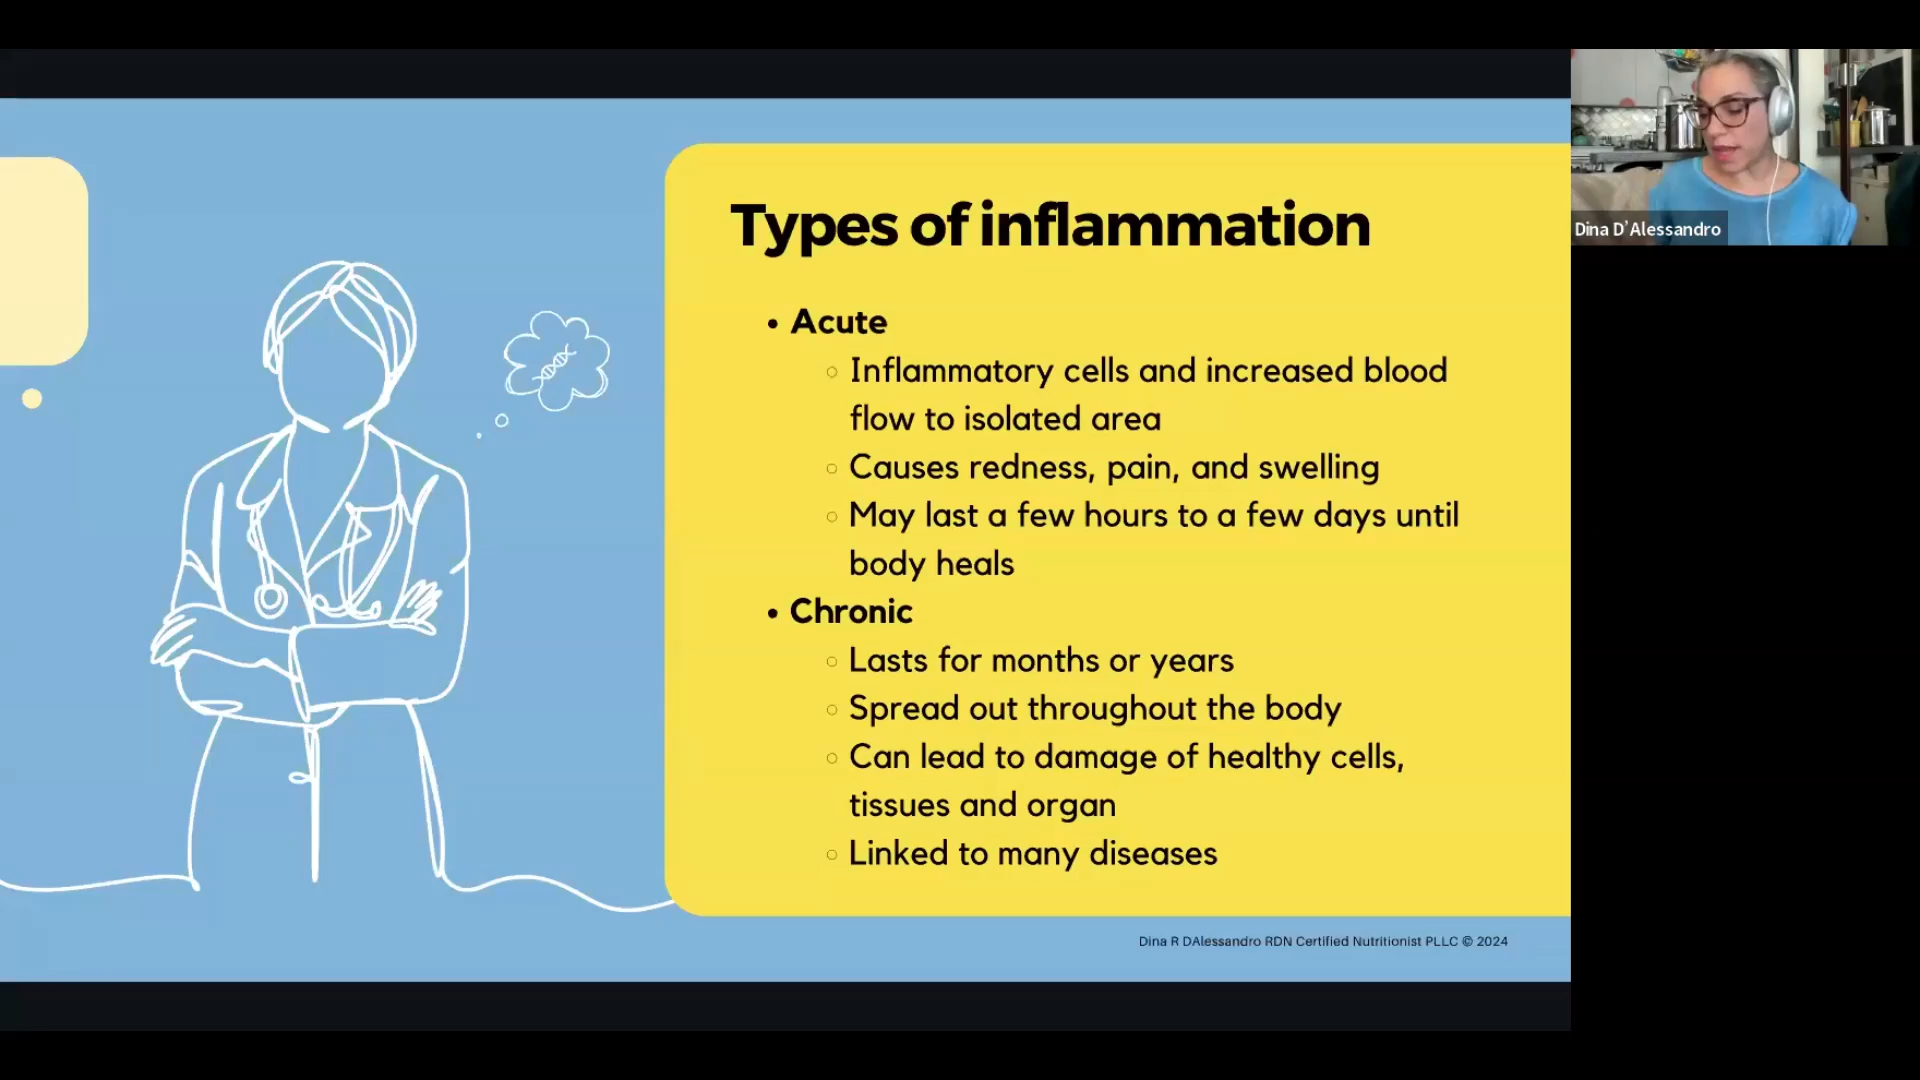 Types of inflammation
• Acute
◦ Inflammatory cells and increased blood
flow to isolated area
◦ Causes redness, pain, and swelling
◦ May last a few hours to a few days until
body heals
• Chronic
◦ Lasts for months or years
◦ Spread out throughout the body
◦ Can lead to damage of healthy cells,
tissues and organ
◦ Linked to many diseases
Dina R DAlessandro RDN Certified Nutritionist PLLC © 2024
Dina D'Alessandro